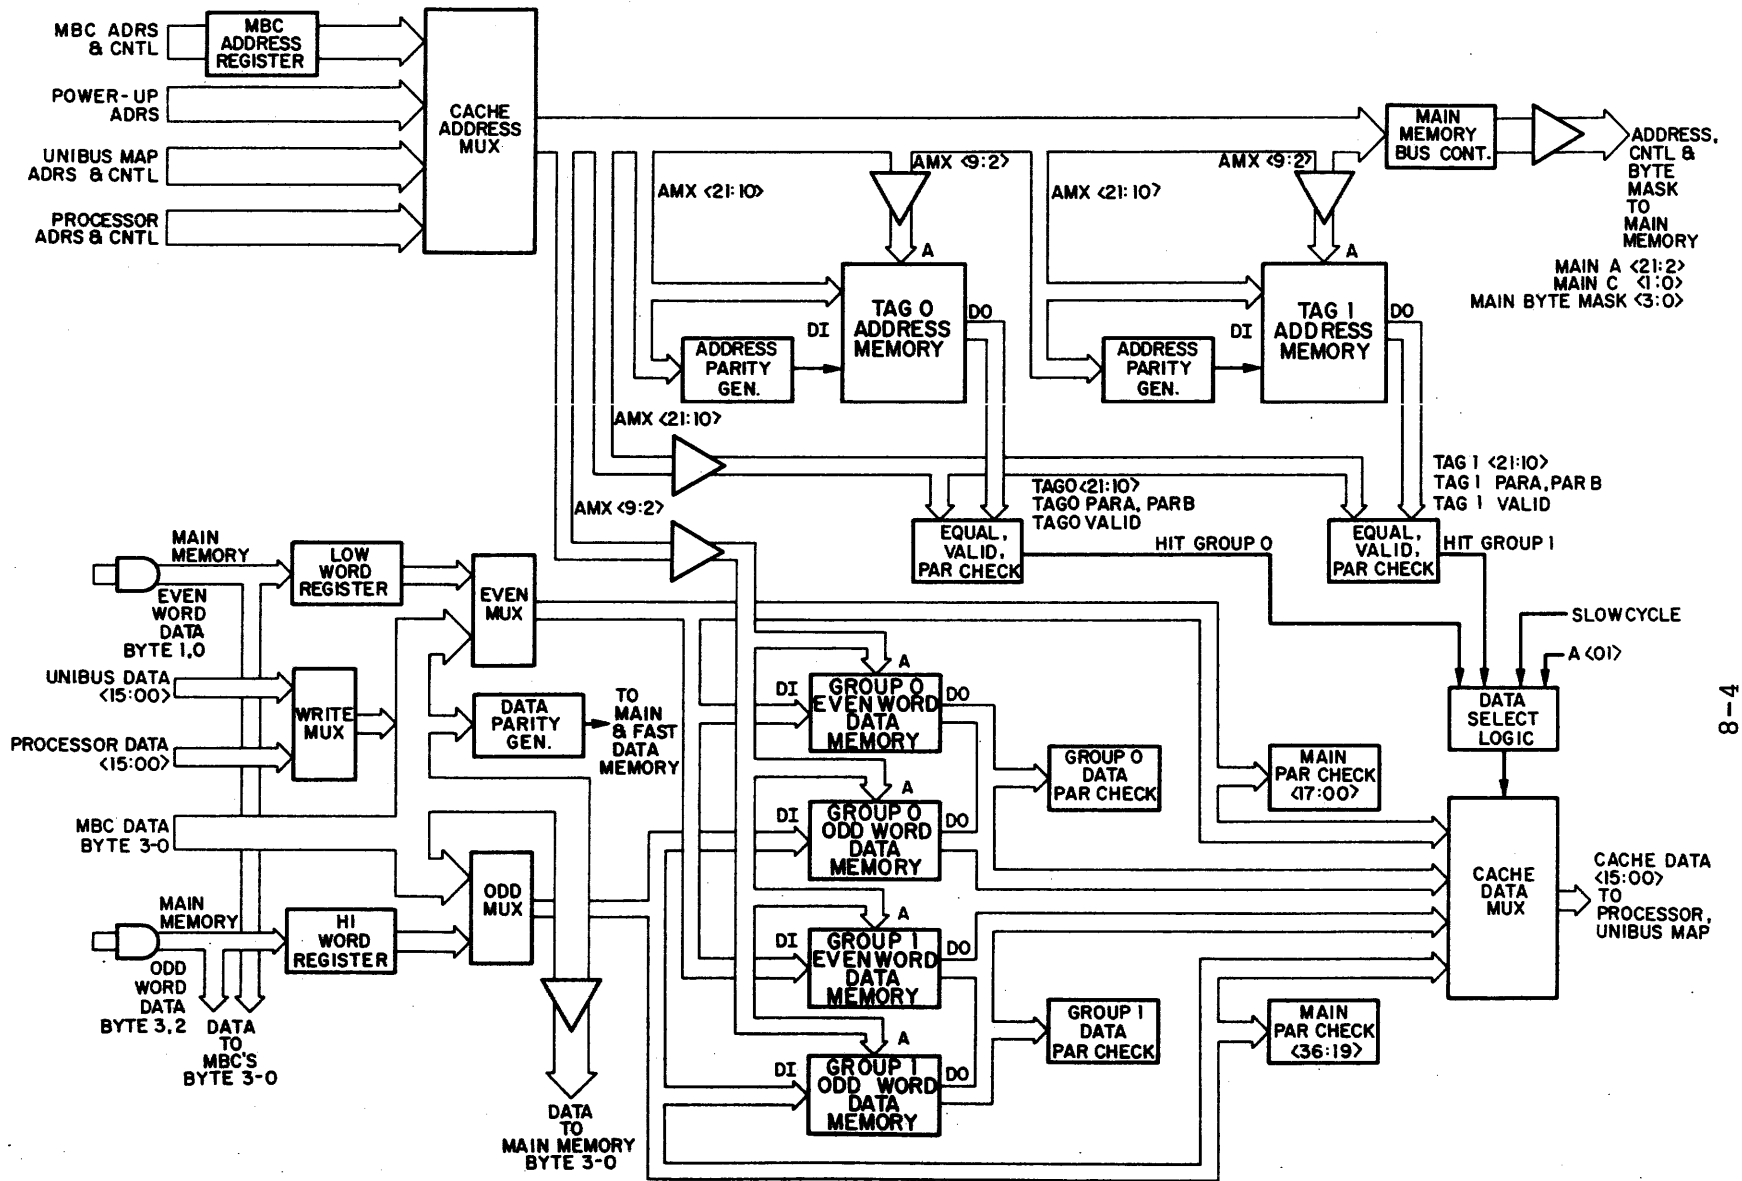 MBC ADRS
& CNTL
MBC
ADDRESS
REGISTER
POWER-UP
ADRS
UNIBUS MAP
ADRS & CNTL
PROCESSOR
ADRS & CNTL
CACHE
ADDRESS
MUX
MAIN
MEMORY
BUS CONT.
ADDRESS,
CNTL &
BYTE
MASK
TO
MAIN
MEMORY
MAIN A <21:2>
MAIN C <1:0>
MAIN BYTE MASK <3:0>
AMX <21:10>
AMX <9:2>
AMX <21:10>
AMX <9:2>
A
A
TAG 0
ADDRESS
MEMORY
DO
DI
ADDRESS
PARITY
GEN.
TAG 1
ADDRESS
MEMORY
DO
DI
ADDRESS
PARITY
GEN.
AMX <21:10>
AMX <9:2>
TAG0<21:10>
TAG0 PARA, PARB
TAG0 VALID
TAG 1 <21:10>
TAG 1 PARA, PAR B
TAG 1 VALID
EQUAL,
VALID,
PAR CHECK
HIT GROUP 0
EQUAL,
VALID,
PAR CHECK
HIT GROUP 1
SLOW CYCLE
A <01>
DATA
SELECT
LOGIC
MAIN
MEMORY
EVEN
WORD
DATA
BYTE 1,0
LOW
WORD
REGISTER
EVEN
MUX
UNIBUS DATA
<15:00>
PROCESSOR DATA
<15:00>
WRITE
MUX
DATA
PARITY
GEN.
TO
MAIN
& FAST
DATA
MEMORY
MBC DATA
BYTE 3-0
ODD
MUX
MAIN
MEMORY
ODD
WORD
DATA
BYTE 3,2
HI
WORD
REGISTER
DATA
TO
MBC'S
BYTE 3-0
DATA
TO
MAIN MEMORY
BYTE 3-0
A
DI
GROUP 0
EVEN WORD
DATA
MEMORY
DO
A
DI
GROUP 0
ODD WORD
DATA
MEMORY
DO
A
DI
GROUP 1
EVEN WORD
DATA
MEMORY
DO
A
DI
GROUP 1
ODD WORD
DATA
MEMORY
DO
GROUP 0
DATA
PAR CHECK
GROUP 1
DATA
PAR CHECK
MAIN
PAR CHECK
<17:00>
MAIN
PAR CHECK
<36:19>
CACHE
DATA
MUX
CACHE DATA
<15:00>
TO
PROCESSOR,
UNIBUS MAP
8-4